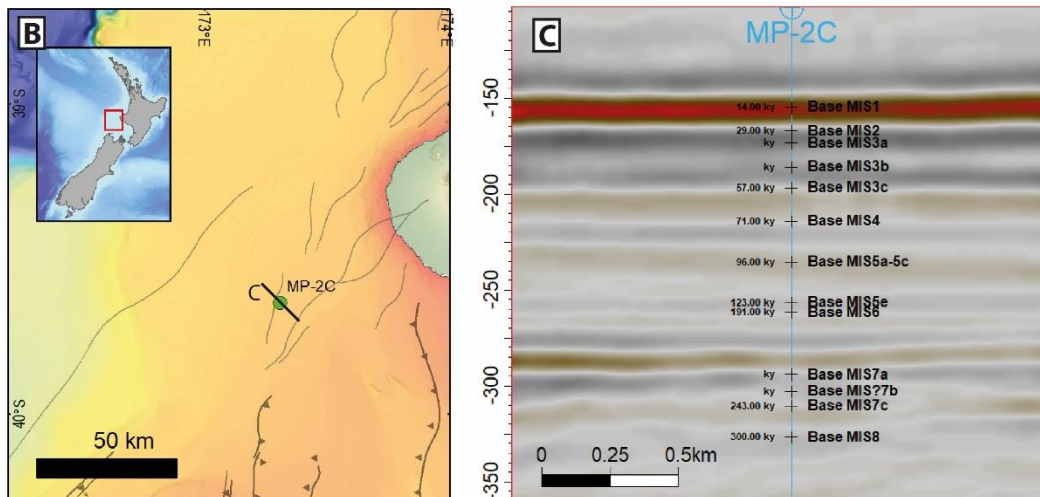 B
173°E
174°E
39°S
C
MP-2C
40°S
50 km
C
MP-2C
-150
-200
-250
-300
-350
14.00 ky Base MIS1
29.00 ky Base MIS2
ky Base MIS3a
ky Base MIS3b
57.00 ky Base MIS3c
71.00 ky Base MIS4
96.00 ky Base MIS5a-5c
123.00 ky Base MIS5e
191.00 ky Base MIS6
ky Base MIS7a
ky Base MIS?7b
243.00 ky Base MIS7c
300.00 ky Base MIS8
0 0.25 0.5km